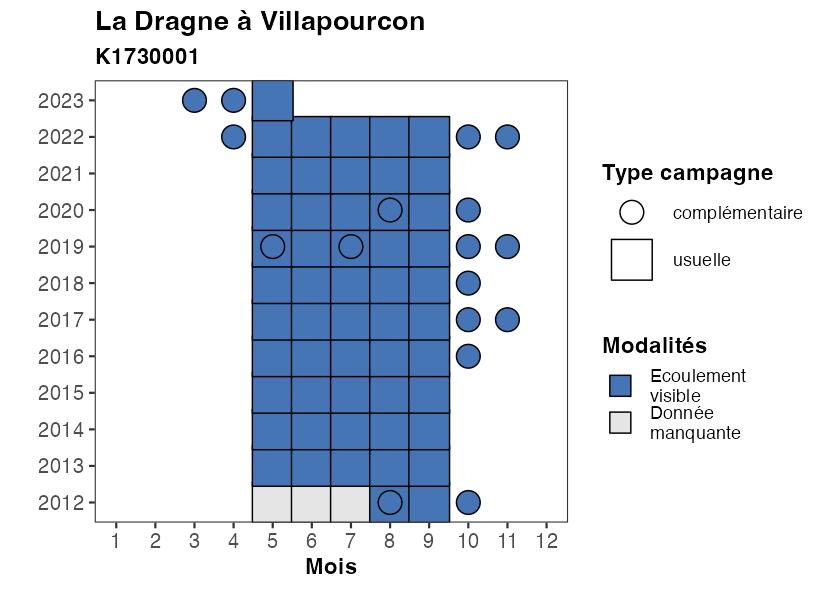 La Dragne à Villapourcon
K1730001
2023
2022
2021
2020
2019
2018
2017
2016
2015
2014
2013
2012
1 2 3 4 5 6 7 8 9 10 11 12
Mois
Type campagne
complémentaire
usuelle
Modalités
Ecoulement
visible
Donnée
manquante